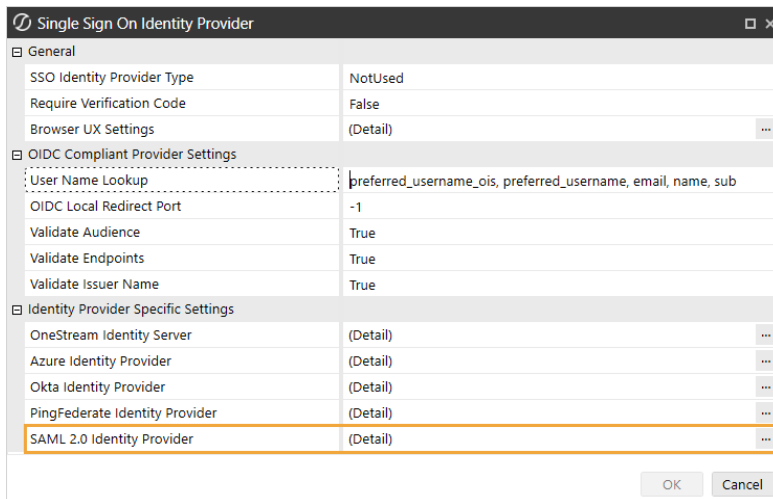 Single Sign On Identity Provider
General
SSO Identity Provider Type NotUsed
Require Verification Code False
Browser UX Settings (Detail) ...
OIDC Compliant Provider Settings
User Name Lookup preferred_username_ois, preferred_username, email, name, sub
OIDC Local Redirect Port -1
Validate Audience True
Validate Endpoints True
Validate Issuer Name True
Identity Provider Specific Settings
OneStream Identity Server (Detail) ...
Azure Identity Provider (Detail) ...
Okta Identity Provider (Detail) ...
PingFederate Identity Provider (Detail) ...
SAML 2.0 Identity Provider (Detail) ...
OK Cancel